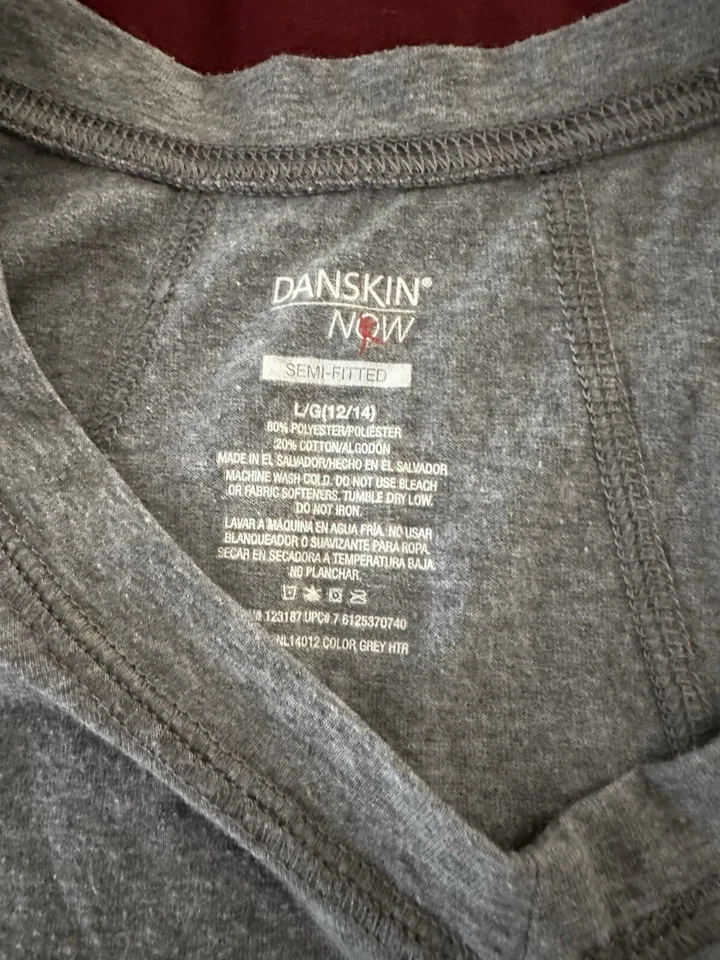 DANSKIN®
NOW
SEMI-FITTED
L/G(12/14)
80% POLYESTER/POLIÉSTER
20% COTTON/ALGODÓN
MADE IN EL SALVADOR/HECHO EN EL SALVADOR
MACHINE WASH COLD. DO NOT USE BLEACH
OR FABRIC SOFTENERS. TUMBLE DRY LOW.
DO NOT IRON.
LAVAR A MAQUINA EN AGUA FRÍA. NO USAR
BLANQUEADOR O SUAVIZANTE PARA ROPA.
SECAR EN SECADORA A TEMPERATURA BAJA.
NO PLANCHAR.
# 123187 UPC#.7 6125370740
NL14012 COLOR GREY HTR